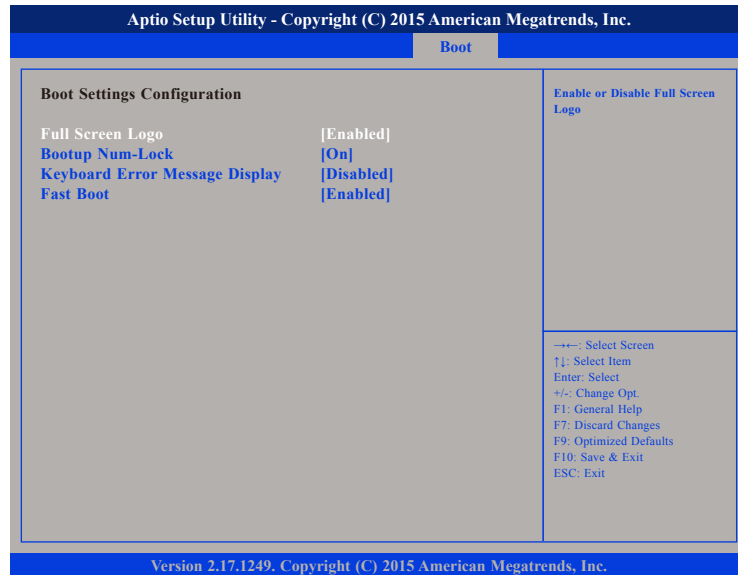 Aptio Setup Utility - Copyright (C) 2015 American Megatrends, Inc.
Boot
Boot Settings Configuration
Full Screen Logo [Enabled]
Bootup Num-Lock [On]
Keyboard Error Message Display [Disabled]
Fast Boot [Enabled]
Enable or Disable Full Screen
Logo
→←: Select Screen
↑↓: Select Item
Enter: Select
+/-: Change Opt.
F1: General Help
F7: Discard Changes
F9: Optimized Defaults
F10: Save & Exit
ESC: Exit
Version 2.17.1249. Copyright (C) 2015 American Megatrends, Inc.